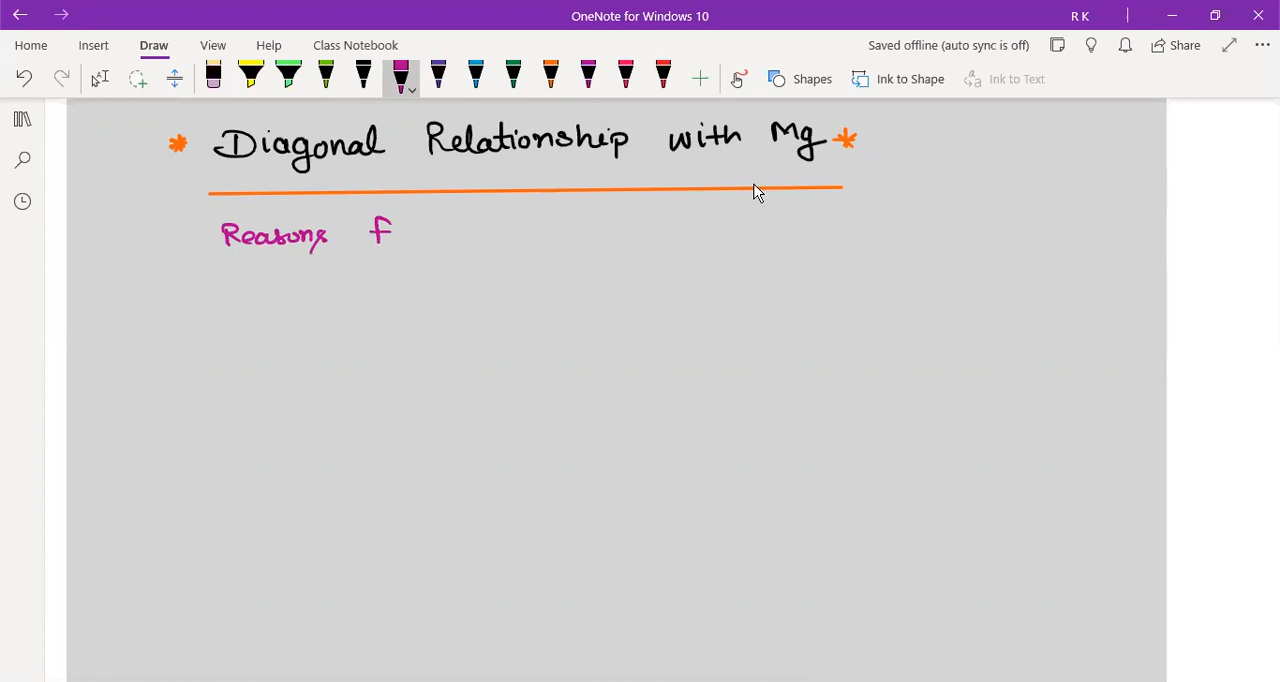 OneNote for Windows 10
R K
Home Insert Draw View Help Class Notebook
Saved offline (auto sync is off) Share
Shapes Ink to Shape Ink to Text
* Diagonal Relationship with Mg *
Reasons f